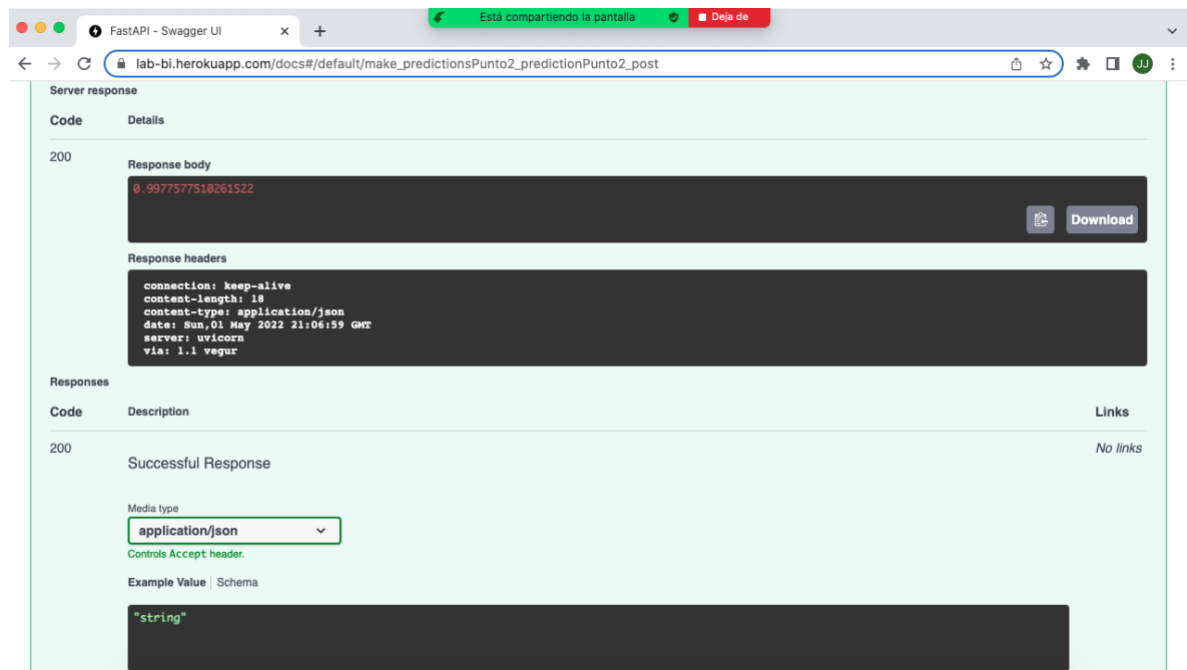 Está compartiendo la pantalla
Deja de
FastAPI - Swagger UI
lab-bi.herokuapp.com/docs#/default/make_predictionsPunto2_predictionPunto2_post
JJ
Server response
Code Details
200
Response body
0.9977577510261522
Download
Response headers
connection: keep-alive
content-length: 18
content-type: application/json
date: Sun,01 May 2022 21:06:59 GMT
server: uvicorn
via: 1.1 vegur
Responses
Code Description Links
200 No links
Successful Response
Media type
application/json
Controls Accept header.
Example Value Schema
"string"